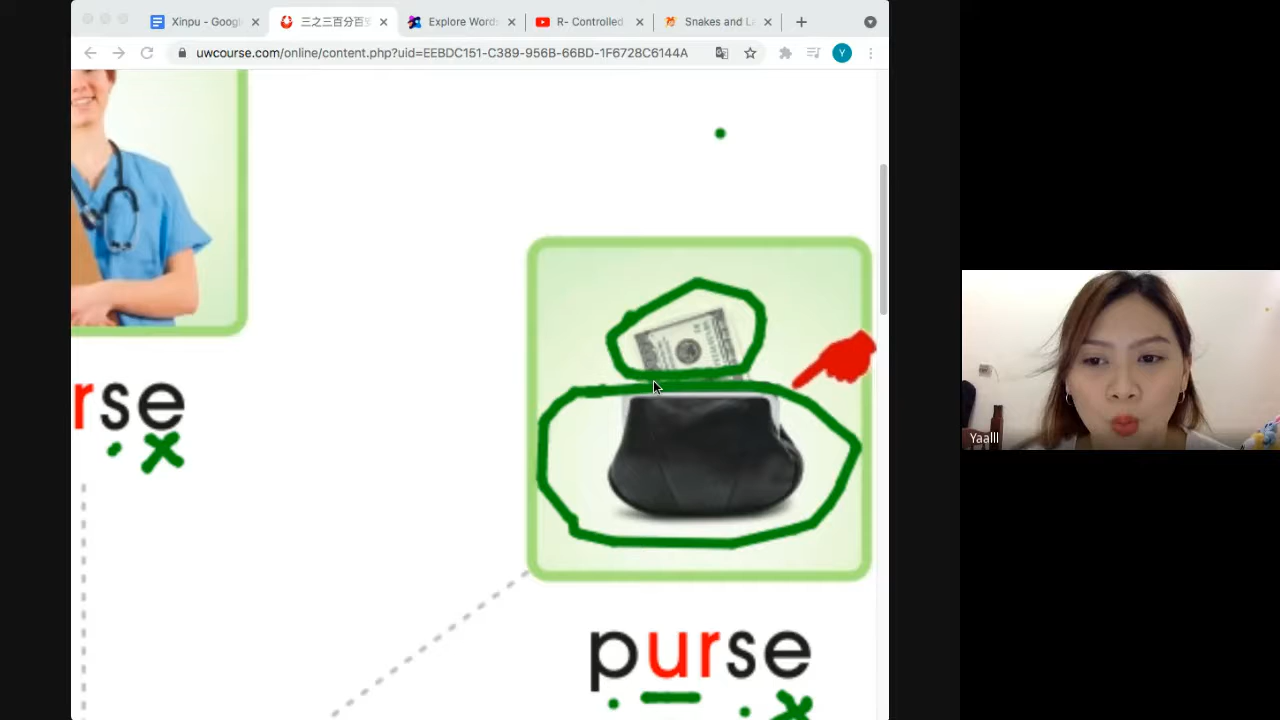 Xinpu - Googl
三之三百分百
Explore Word
R- Controlled
Snakes and L
uwcourse.com/online/content.php?uid=EEBDC151-C389-956B-66BD-1F6728C6144A
Y
rse
purse
Yaalll